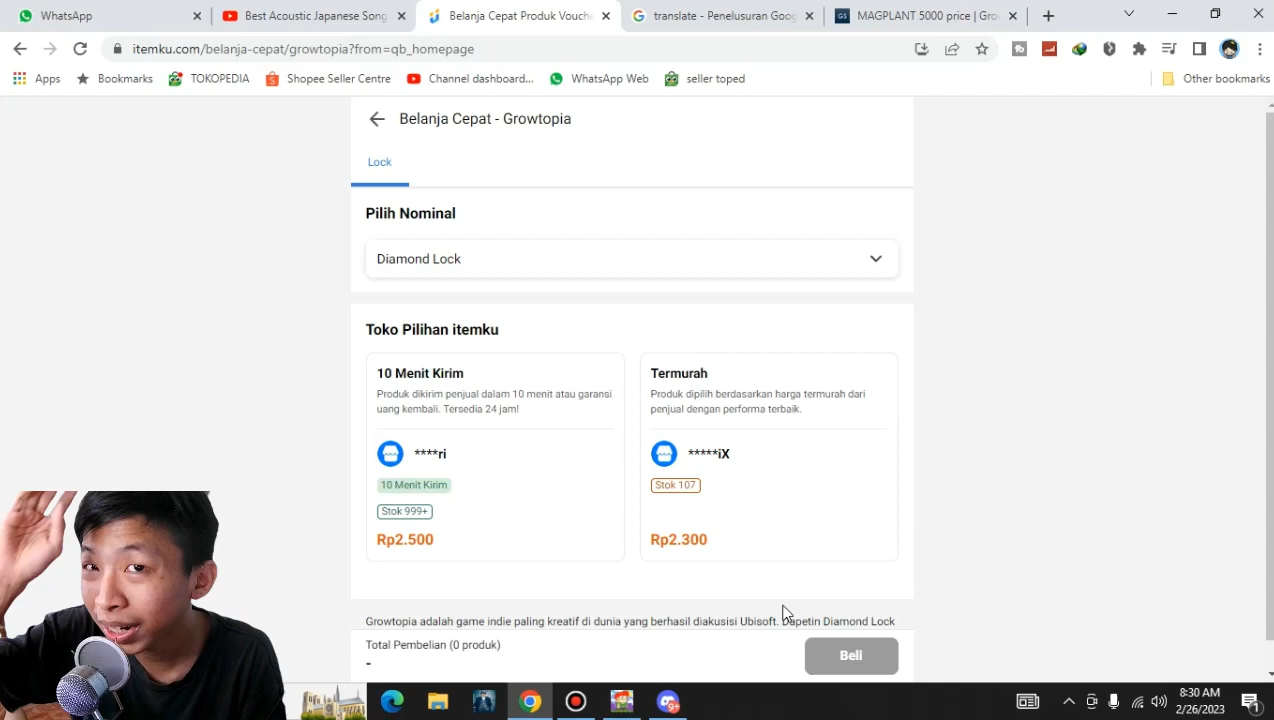 WhatsApp
Best Acoustic Japanese Song
Belanja Cepat Produk Vouche
translate - Penelusuran Goog
MAGPLANT 5000 price | Gro
itemku.com/belanja-cepat/growtopia?from=qb_homepage
Apps
Bookmarks
TOKOPEDIA
Shopee Seller Centre
Channel dashboard...
WhatsApp Web
seller toped
Other bookmarks
Belanja Cepat - Growtopia
Lock
Pilih Nominal
Diamond Lock
Toko Pilihan itemku
10 Menit Kirim
Produk dikirim penjual dalam 10 menit atau garansi
uang kembali. Tersedia 24 jam!
****ri
10 Menit Kirim
Stok 999+
Rp2.500
Termurah
Produk dipilih berdasarkan harga termurah dari
penjual dengan performa terbaik.
*****iX
Stok 107
Rp2.300
Growtopia adalah game indie paling kreatif di dunia yang berhasil diakusisi Ubisoft. petin Diamond Lock
Total Pembelian (0 produk)
-
Beli
8:30 AM
2/26/2023